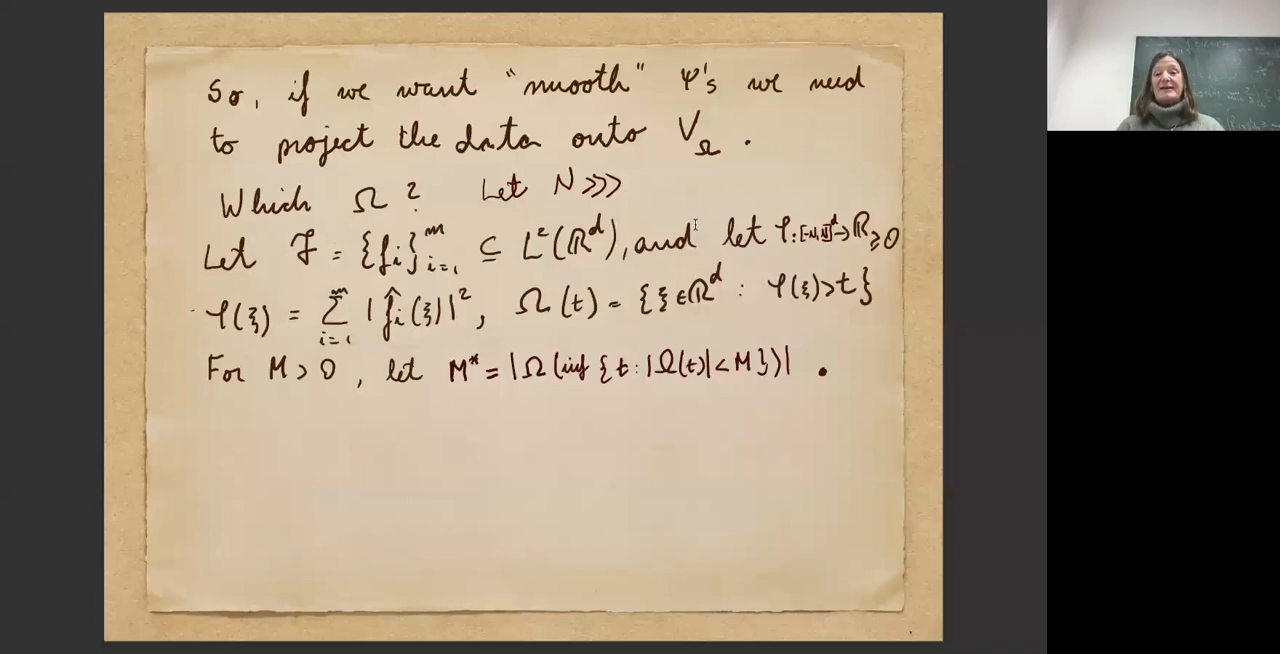 So, if we want "smooth" φ's we need
to project the data onto V_Ω .
Which Ω ? Let N >>>
Let ℱ = {f_i}_{i=1}^m ⊆ L²(ℝ^d), and let φ:[-N,N]^d→ℝ_{≥0}
φ(ξ) = Σ_{i=1}^m |f̂_i(ξ)|², Ω(t) = {ξ∈ℝ^d : φ(ξ)>t}
For M > 0 , let M* = |Ω(inf {t : |Ω(t)|<M})| .